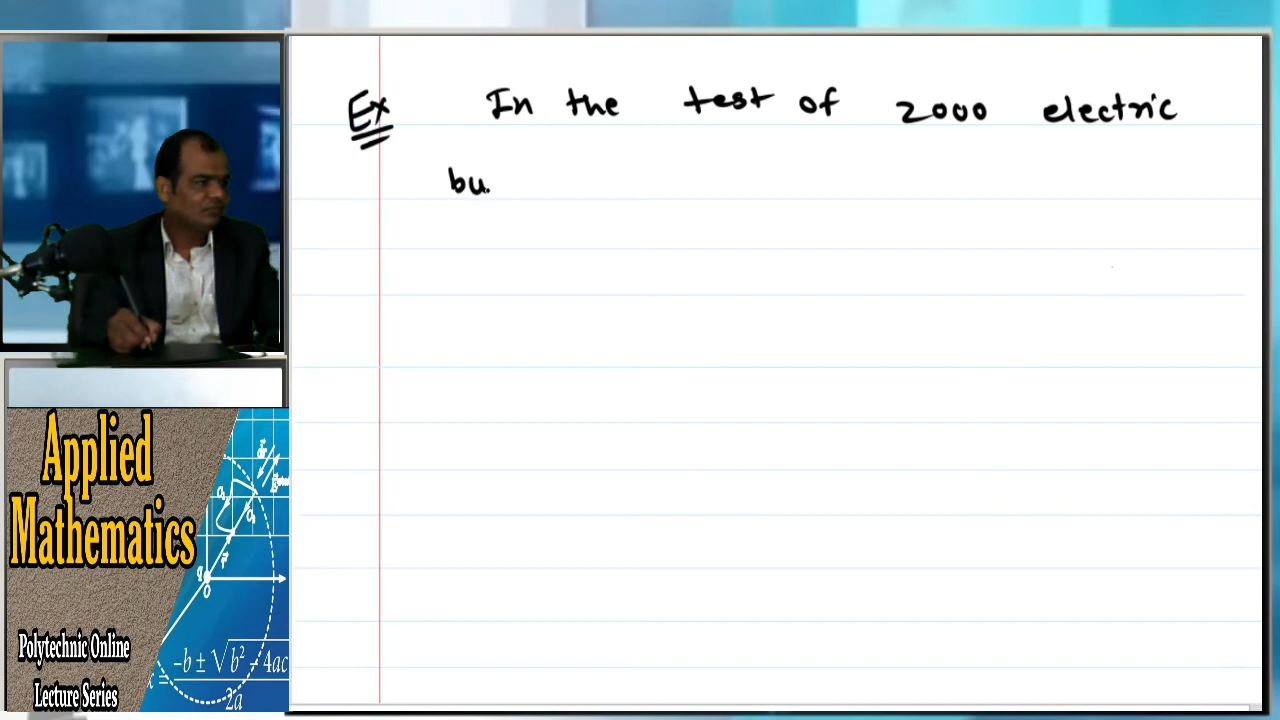 Ex In the test of 2000 electric
bu.
Applied
Mathematics
Polytechnic Online
Lecture Series
-b ± √b² - 4ac
2a